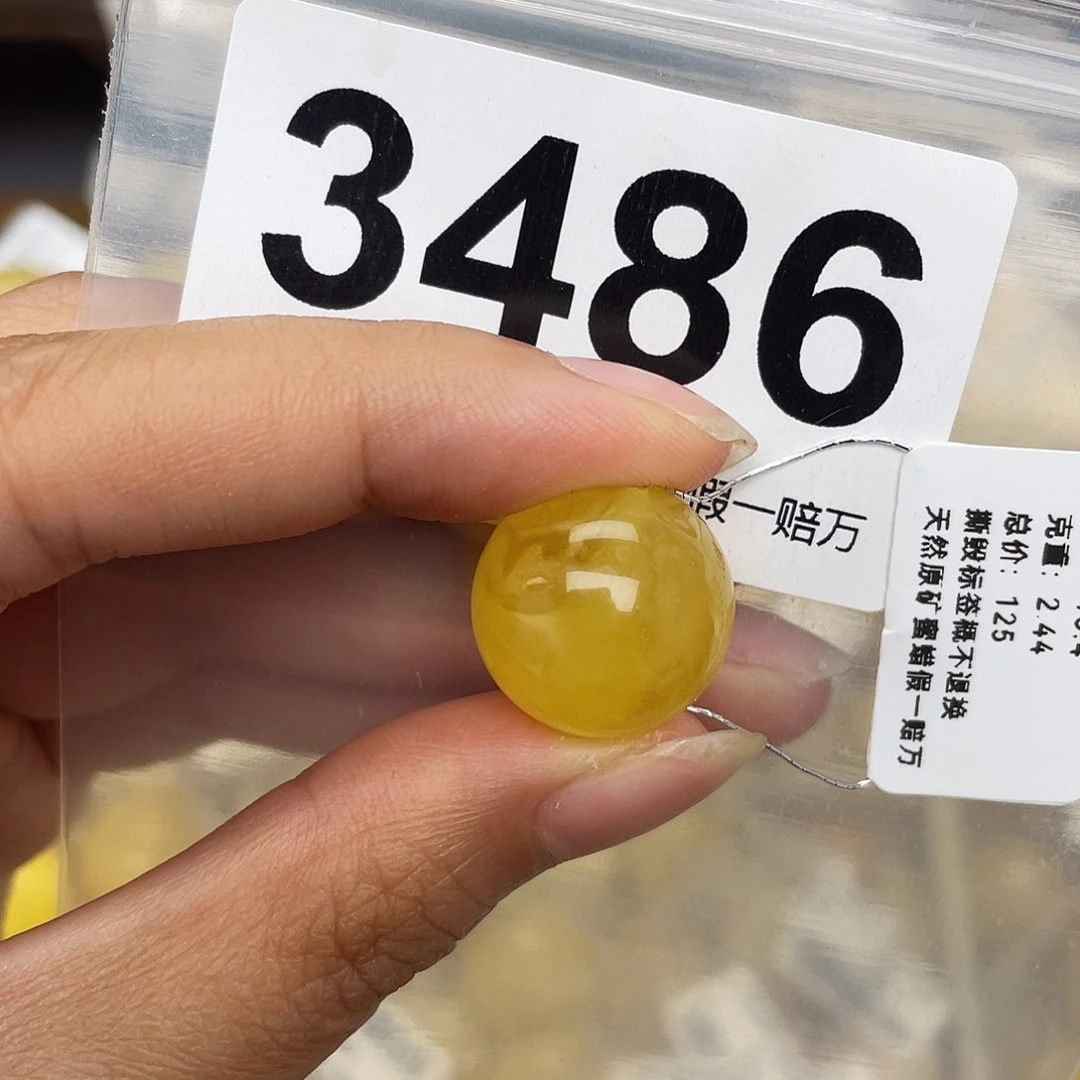 3486
假一赔万
克重: 2.44
总价: 125
撕毁标签概不退换
天然原矿蜜蜡假一赔万